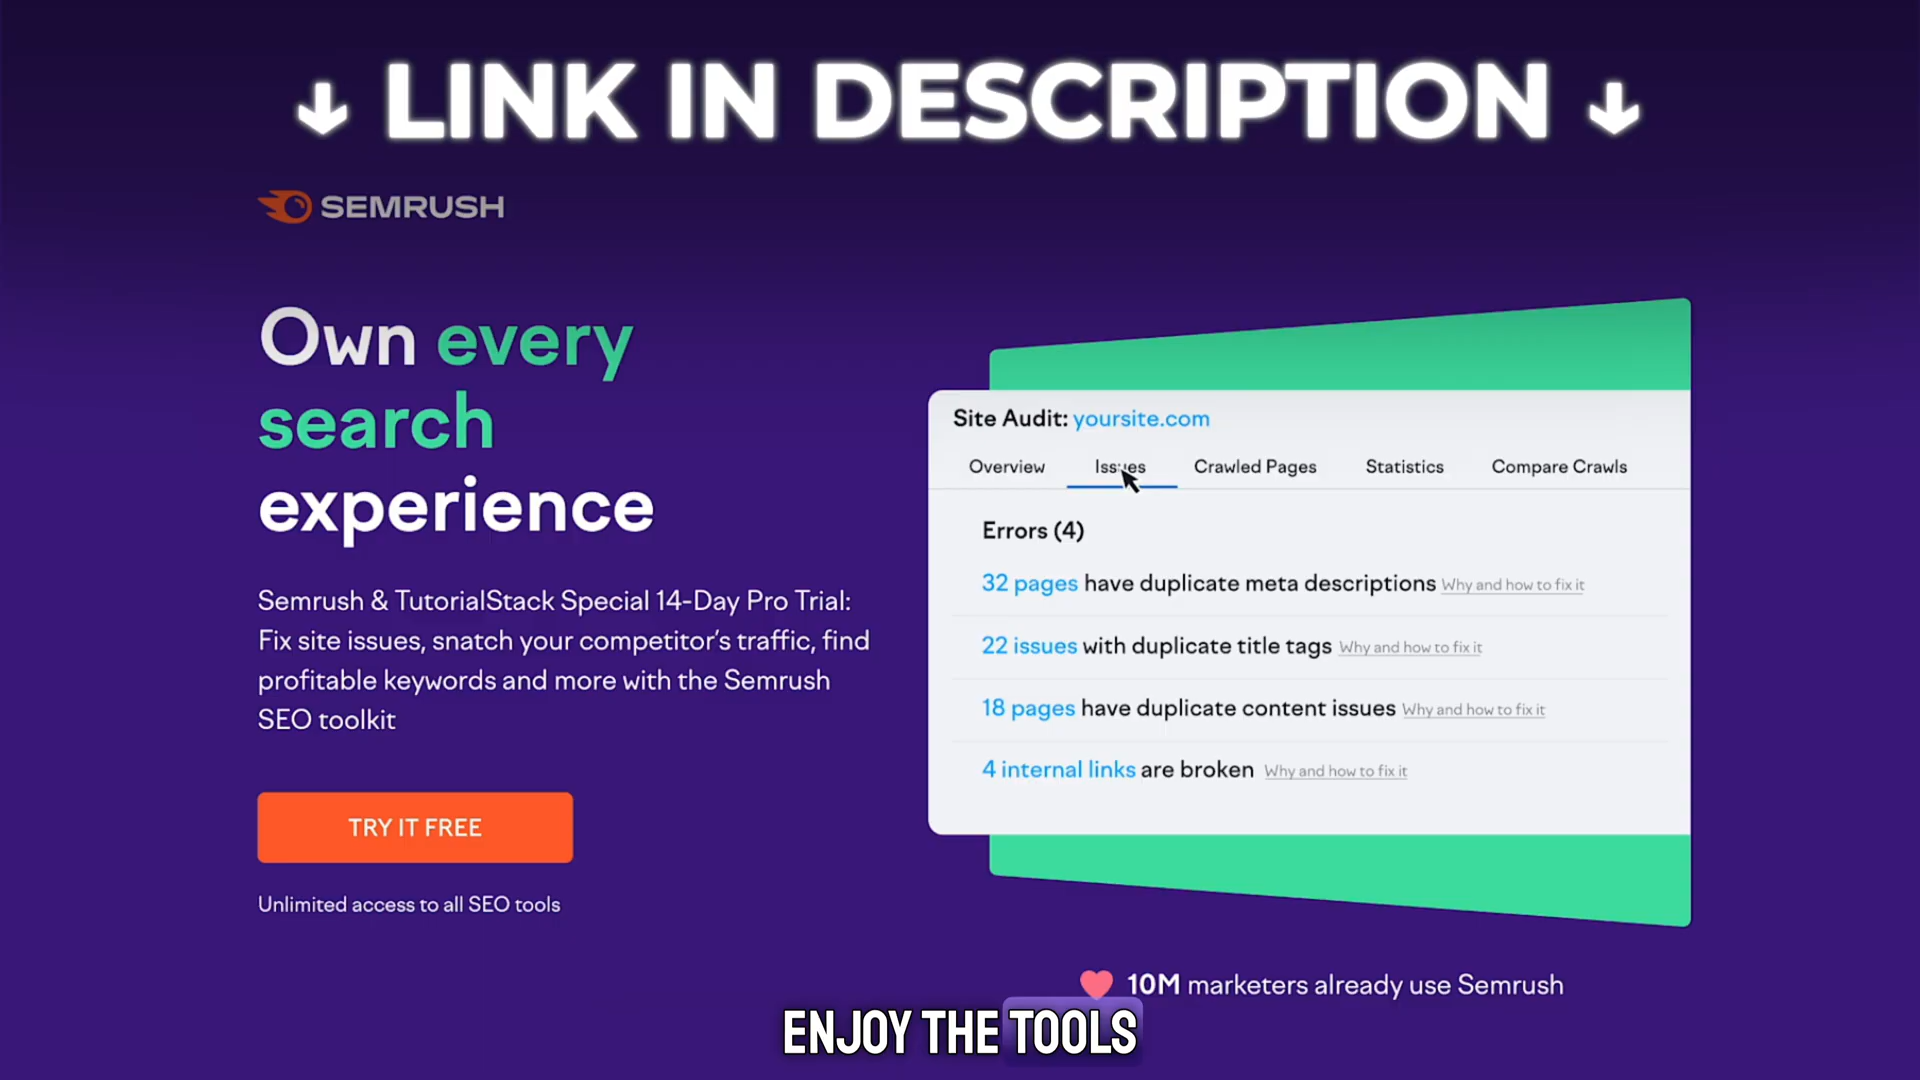 ↓ LINK IN DESCRIPTION ↓
SEMRUSH
Own every
search
experience
Semrush & TutorialStack Special 14-Day Pro Trial:
Fix site issues, snatch your competitor's traffic, find
profitable keywords and more with the Semrush
SEO toolkit
TRY IT FREE
Unlimited access to all SEO tools
Site Audit: yoursite.com
Overview Issues Crawled Pages Statistics Compare Crawls
Errors (4)
32 pages have duplicate meta descriptions Why and how to fix it
22 issues with duplicate title tags Why and how to fix it
18 pages have duplicate content issues Why and how to fix it
4 internal links are broken Why and how to fix it
10M marketers already use Semrush
ENJOY THE TOOLS